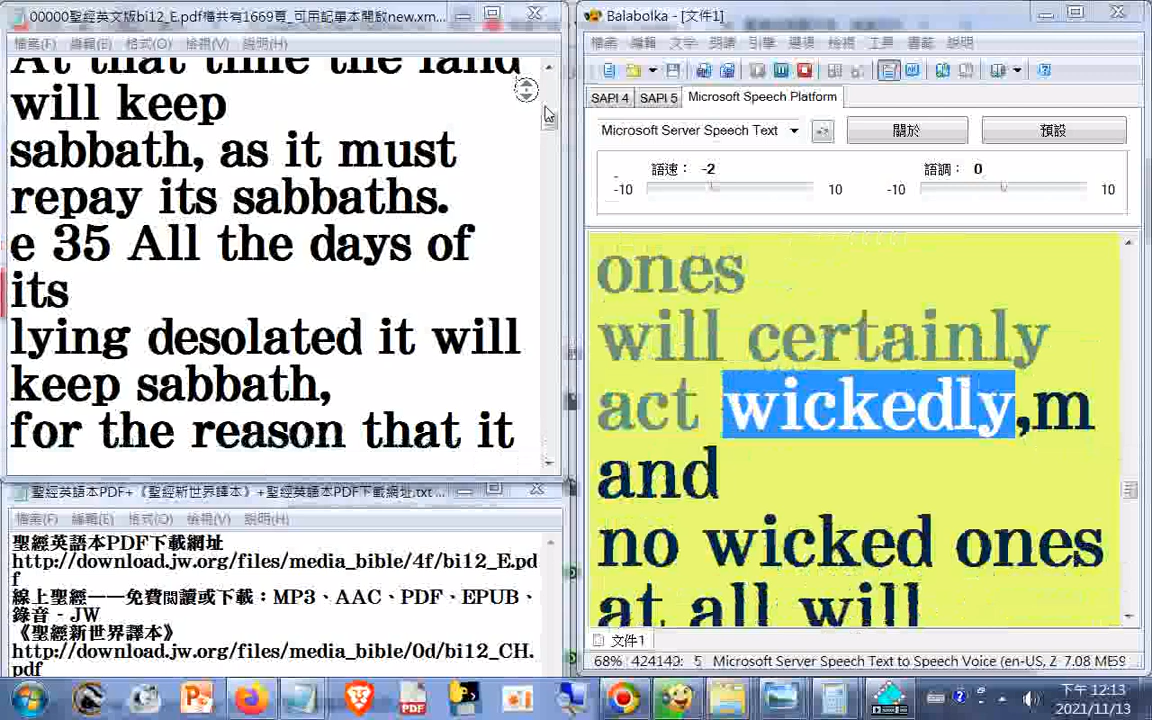 00000聖經英文版bi12_E.pdf檔共有1669頁_可用記事本開啟new.xm...
檔案(F) 編輯(E) 格式(O) 檢視(V) 說明(H)
At that time the land
will keep
sabbath, as it must
repay its sabbaths.
e 35 All the days of
its
lying desolated it will
keep sabbath,
for the reason that it
聖經英語本PDF+《聖經新世界譯本》+聖經英語本PDF下載網址.txt ...
檔案(F) 編輯(E) 格式(O) 檢視(V) 說明(H)
聖經英語本PDF下載網址
http://download.jw.org/files/media_bible/4f/bi12_E.pd
f
線上聖經——免費閱讀或下載：MP3、AAC、PDF、EPUB、
錄音 - JW
《聖經新世界譯本》
http://download.jw.org/files/media_bible/0d/bi12_CH.
pdf
Balabolka - [文件1]
檔案 編輯 文字 朗讀 引擎 選項 檢視 工具 書籤 說明
SAPI 4 SAPI 5 Microsoft Speech Platform
Microsoft Server Speech Text 關於 預設
語速： -2 語調： 0
-10 10 -10 10
ones
will certainly
act wickedly,m
and
no wicked ones
at all will
文件1
68% 424149: 5 Microsoft Server Speech Text to Speech Voice (en-US, Z 7.08 ME59
下午 12:13
2021/11/13